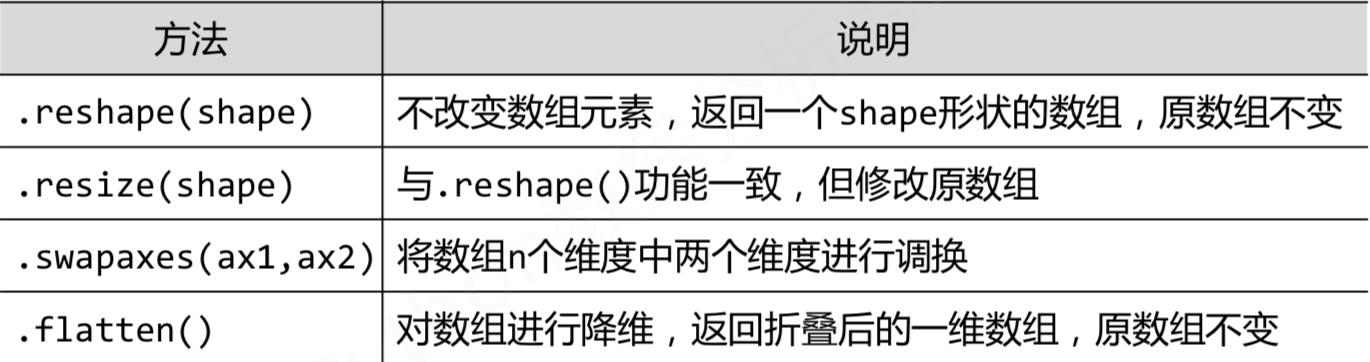 方法 说明
.reshape(shape) 不改变数组元素，返回一个shape形状的数组，原数组不变
.resize(shape) 与.reshape()功能一致，但修改原数组
.swapaxes(ax1,ax2) 将数组n个维度中两个维度进行调换
.flatten() 对数组进行降维，返回折叠后的一维数组，原数组不变